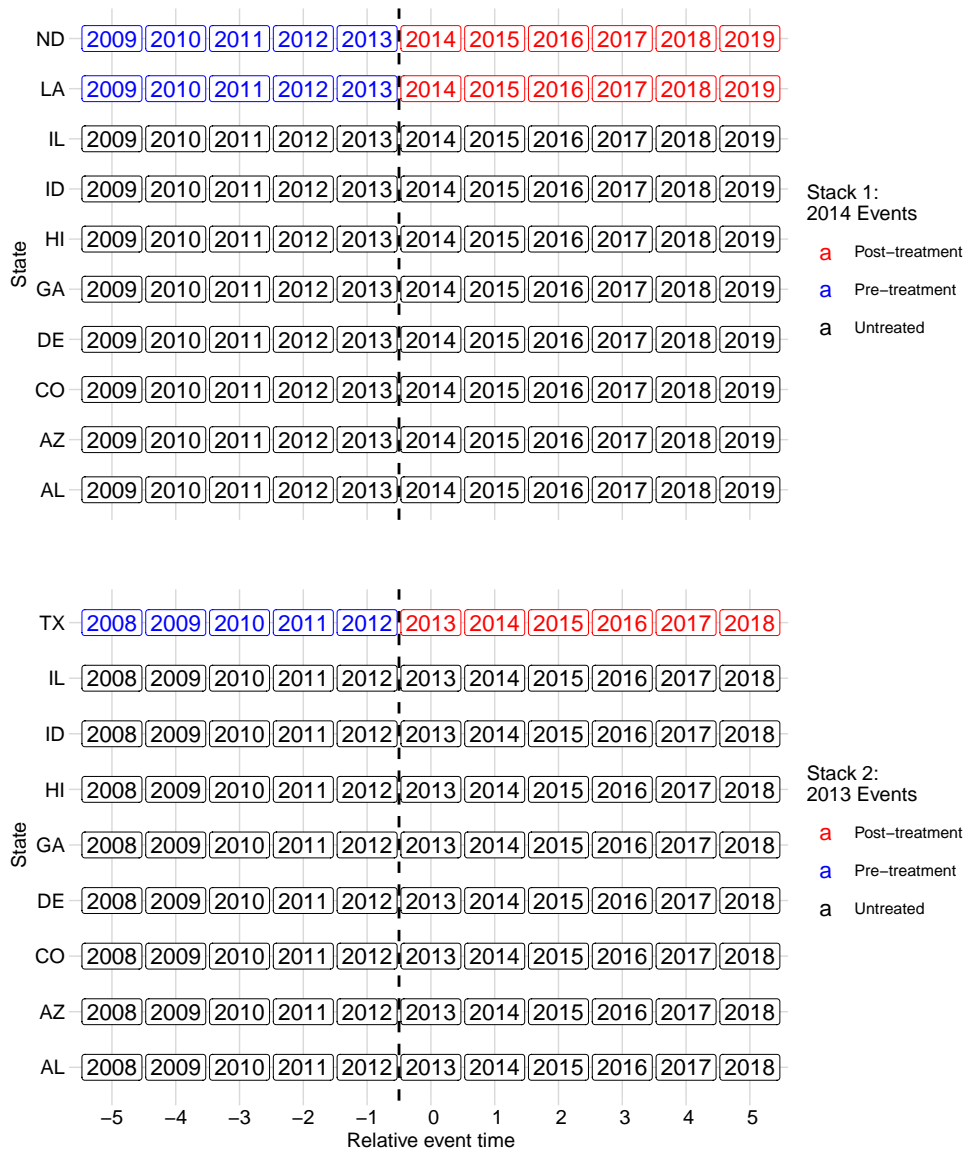 ND 2009 2010 2011 2012 2013 2014 2015 2016 2017 2018 2019
LA 2009 2010 2011 2012 2013 2014 2015 2016 2017 2018 2019
IL 2009 2010 2011 2012 2013 2014 2015 2016 2017 2018 2019
ID 2009 2010 2011 2012 2013 2014 2015 2016 2017 2018 2019
HI 2009 2010 2011 2012 2013 2014 2015 2016 2017 2018 2019
GA 2009 2010 2011 2012 2013 2014 2015 2016 2017 2018 2019
DE 2009 2010 2011 2012 2013 2014 2015 2016 2017 2018 2019
CO 2009 2010 2011 2012 2013 2014 2015 2016 2017 2018 2019
AZ 2009 2010 2011 2012 2013 2014 2015 2016 2017 2018 2019
AL 2009 2010 2011 2012 2013 2014 2015 2016 2017 2018 2019
State
Stack 1:
2014 Events
a Post−treatment
a Pre−treatment
a Untreated
TX 2008 2009 2010 2011 2012 2013 2014 2015 2016 2017 2018
IL 2008 2009 2010 2011 2012 2013 2014 2015 2016 2017 2018
ID 2008 2009 2010 2011 2012 2013 2014 2015 2016 2017 2018
HI 2008 2009 2010 2011 2012 2013 2014 2015 2016 2017 2018
GA 2008 2009 2010 2011 2012 2013 2014 2015 2016 2017 2018
DE 2008 2009 2010 2011 2012 2013 2014 2015 2016 2017 2018
CO 2008 2009 2010 2011 2012 2013 2014 2015 2016 2017 2018
AZ 2008 2009 2010 2011 2012 2013 2014 2015 2016 2017 2018
AL 2008 2009 2010 2011 2012 2013 2014 2015 2016 2017 2018
State
−5 −4 −3 −2 −1 0 1 2 3 4 5
Relative event time
Stack 2:
2013 Events
a Post−treatment
a Pre−treatment
a Untreated